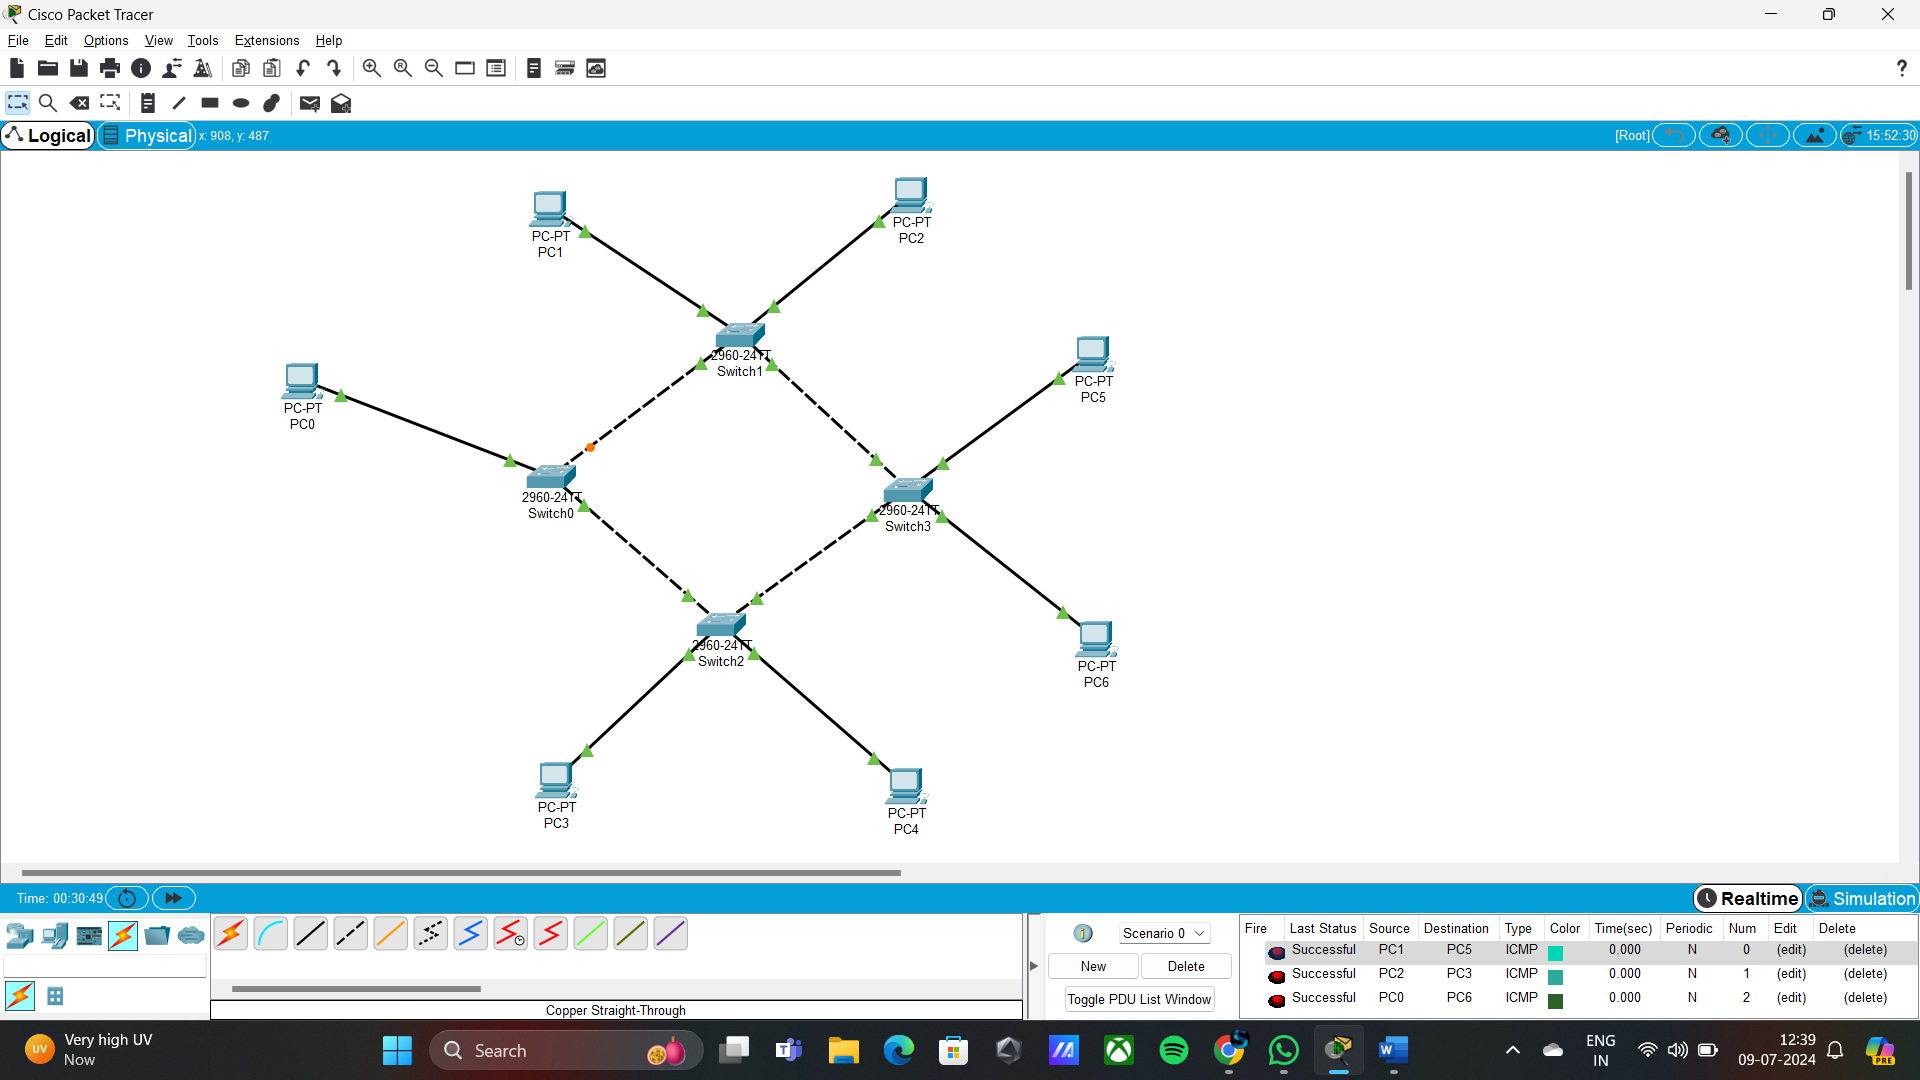 Cisco Packet Tracer
File Edit Options View Tools Extensions Help
?
Logical Physical x: 908, y: 487 [Root] 15:52:30
PC-PT
PC1
PC-PT
PC2
2960-24TT
Switch1
PC-PT
PC5
PC-PT
PC0
2960-24TT
Switch0
2960-24TT
Switch3
2960-24TT
Switch2
PC-PT
PC6
PC-PT
PC3
PC-PT
PC4
Time: 00:30:49 Realtime Simulation
Scenario 0
New Delete
Toggle PDU List Window
Copper Straight-Through
Fire Last Status Source Destination Type Color Time(sec) Periodic Num Edit Delete
Successful PC1 PC5 ICMP 0.000 N 0 (edit) (delete)
Successful PC2 PC3 ICMP 0.000 N 1 (edit) (delete)
Successful PC0 PC6 ICMP 0.000 N 2 (edit) (delete)
UV Very high UV
Now
Search
ENG
IN
12:39
09-07-2024
PRE